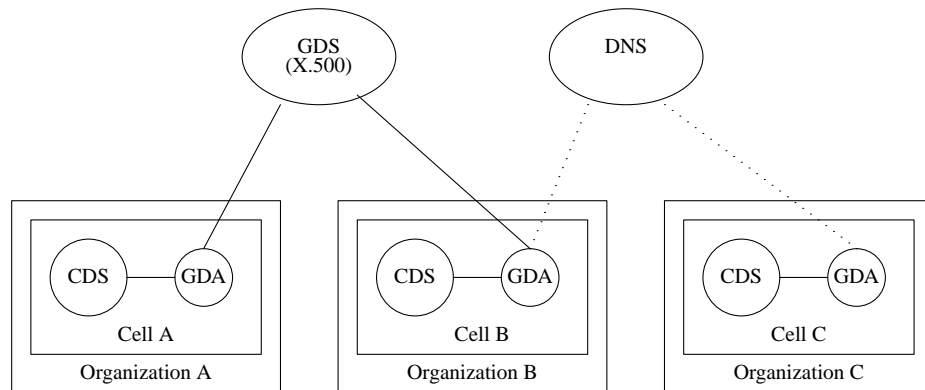 GDS
(X.500)
DNS
CDS
GDA
Cell A
Organization A
CDS
GDA
Cell B
Organization B
CDS
GDA
Cell C
Organization C